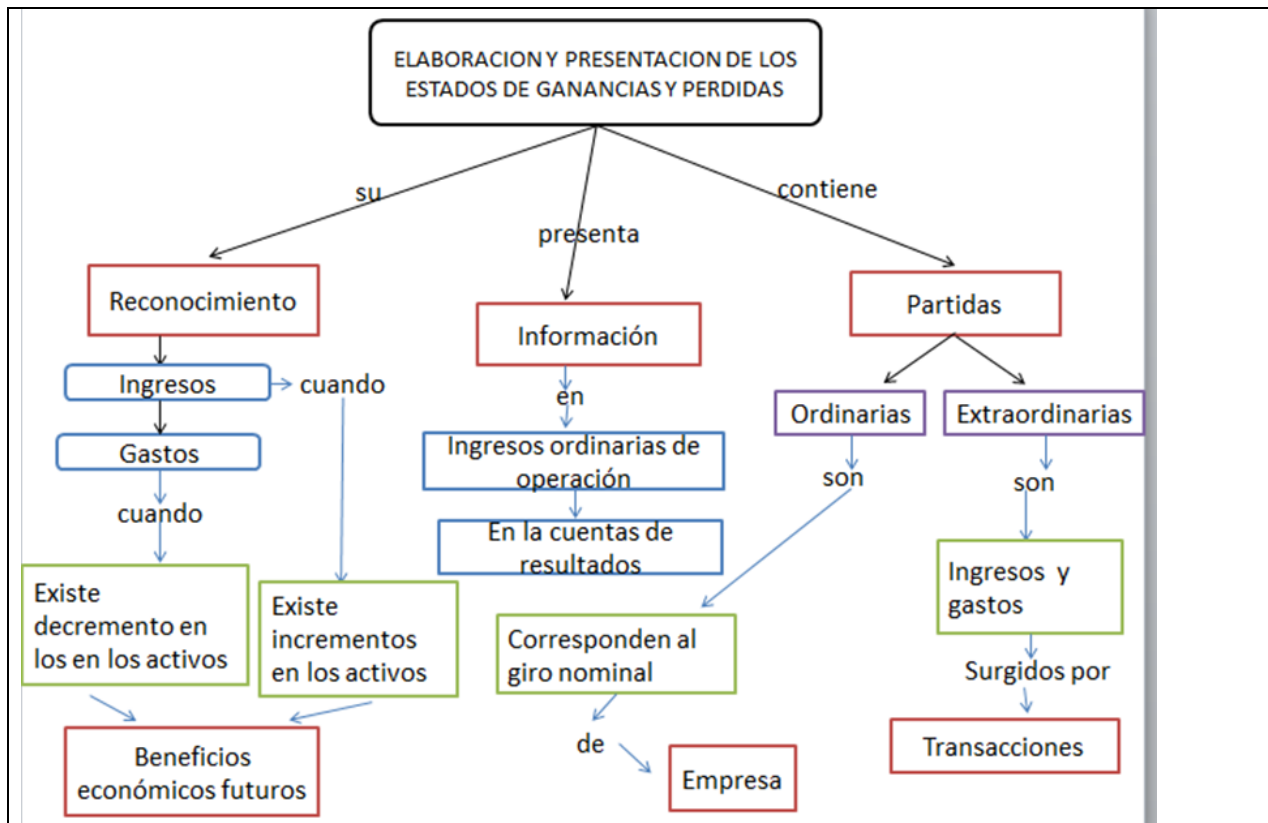 ELABORACION Y PRESENTACION DE LOS
ESTADOS DE GANANCIAS Y PERDIDAS
su
presenta
contiene
Reconocimiento
Información
Partidas
Ingresos
cuando
Gastos
cuando
en
Ingresos ordinarias de
operación
En la cuentas de
resultados
Ordinarias
Extraordinarias
son
son
Existe
decremento en
los en los activos
Existe
incrementos
en los activos
Beneficios
económicos futuros
Corresponden al
giro nominal
de
Empresa
Ingresos y
gastos
Surgidos por
Transacciones